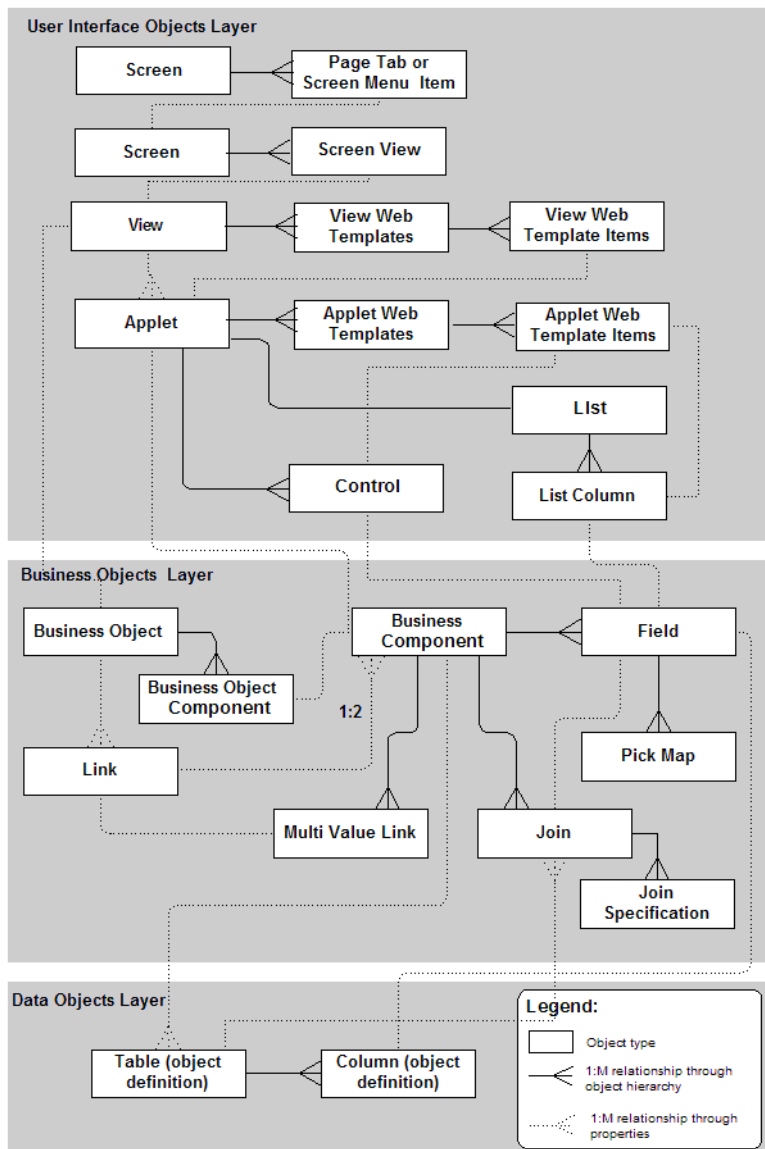 User Interface Objects Layer
Screen
Page Tab or
Screen Menu Item
Screen
Screen View
View
View Web
Templates
View Web
Template Items
Applet
Applet Web
Templates
Applet Web
Template Items
LIst
Control
List Column
Business Objects Layer
Business Object
Business
Component
Field
Business Object
Component
1:2
Link
Pick Map
Multi Value Link
Join
Join
Specification
Data Objects Layer
Table (object
definition)
Column (object
definition)
Legend:
Object type
1:M relationship through
object hierarchy
1:M relationship through
properties